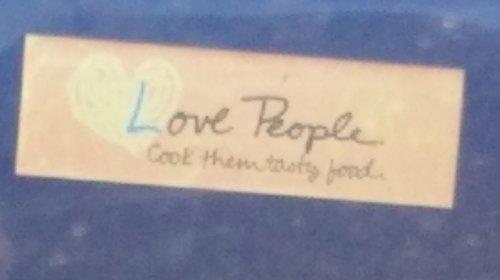 Love People
Cook them tasty food.